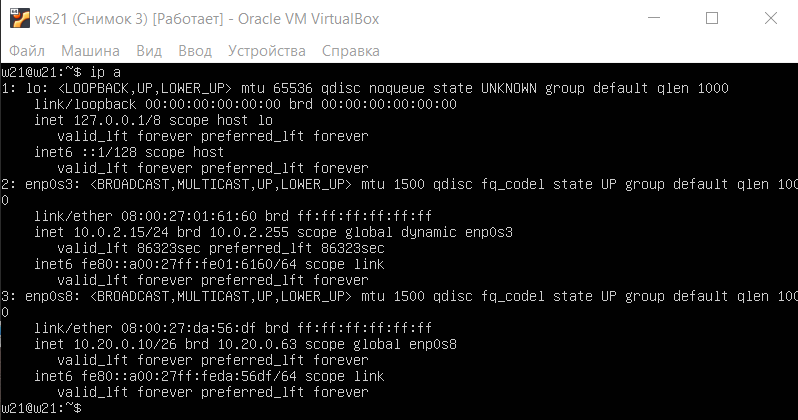 ws21 (Снимок 3) [Работает] - Oracle VM VirtualBox
Файл Машина Вид Ввод Устройства Справка
w21@w21:~$ ip a
1: lo: <LOOPBACK,UP,LOWER_UP> mtu 65536 qdisc noqueue state UNKNOWN group default qlen 1000
    link/loopback 00:00:00:00:00:00 brd 00:00:00:00:00:00
    inet 127.0.0.1/8 scope host lo
       valid_lft forever preferred_lft forever
    inet6 ::1/128 scope host
       valid_lft forever preferred_lft forever
2: enp0s3: <BROADCAST,MULTICAST,UP,LOWER_UP> mtu 1500 qdisc fq_codel state UP group default qlen 100
0
    link/ether 08:00:27:01:61:60 brd ff:ff:ff:ff:ff:ff
    inet 10.0.2.15/24 brd 10.0.2.255 scope global dynamic enp0s3
       valid_lft 86323sec preferred_lft 86323sec
    inet6 fe80::a00:27ff:fe01:6160/64 scope link
       valid_lft forever preferred_lft forever
3: enp0s8: <BROADCAST,MULTICAST,UP,LOWER_UP> mtu 1500 qdisc fq_codel state UP group default qlen 100
0
    link/ether 08:00:27:da:56:df brd ff:ff:ff:ff:ff:ff
    inet 10.20.0.10/26 brd 10.20.0.63 scope global enp0s8
       valid_lft forever preferred_lft forever
    inet6 fe80::a00:27ff:feda:56df/64 scope link
       valid_lft forever preferred_lft forever
w21@w21:~$